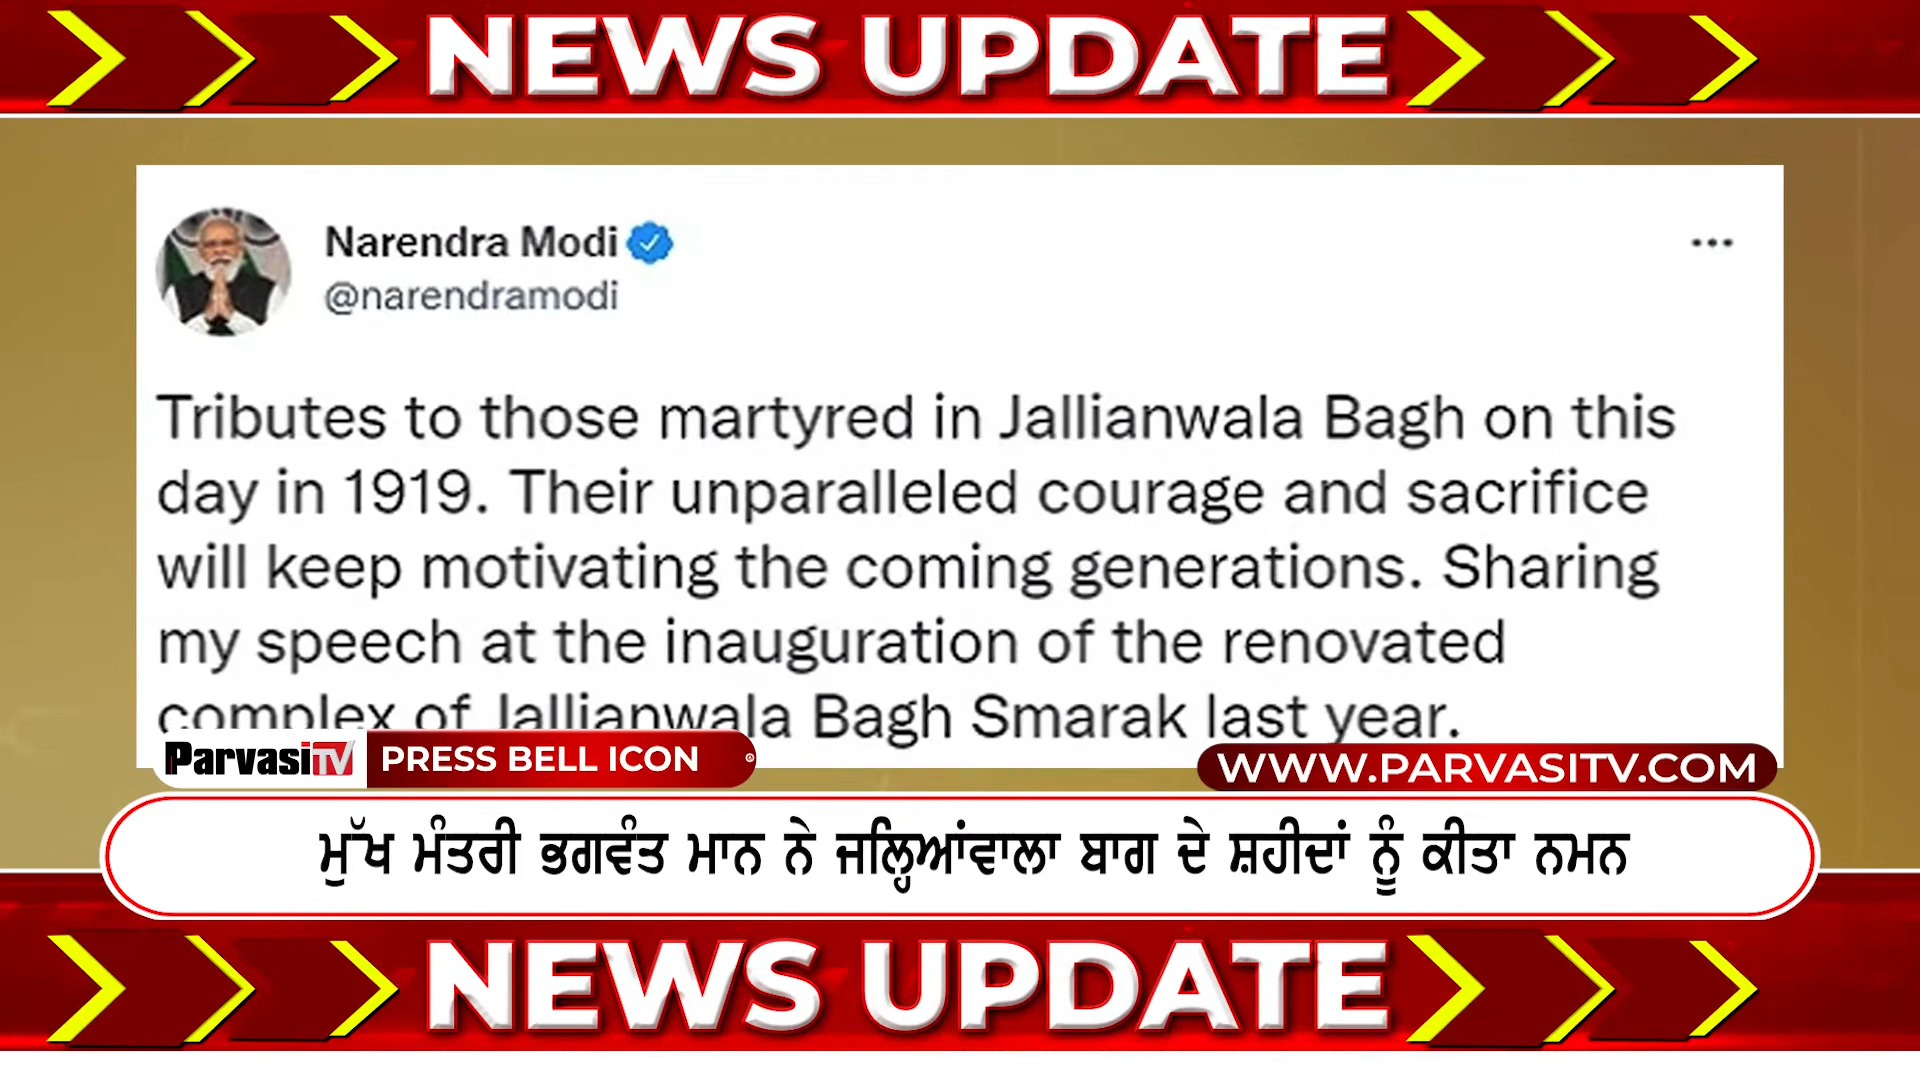 NEWS UPDATE
Narendra Modi
@narendramodi
Tributes to those martyred in Jallianwala Bagh on this
day in 1919. Their unparalleled courage and sacrifice
will keep motivating the coming generations. Sharing
my speech at the inauguration of the renovated
complex of Jallianwala Bagh Smarak last year.
ParvasiTV PRESS BELL ICON
WWW.PARVASITV.COM
ਮੁੱਖ ਮੰਤਰੀ ਭਗਵੰਤ ਮਾਨ ਨੇ ਜਲ੍ਹਿਆਂਵਾਲਾ ਬਾਗ ਦੇ ਸ਼ਹੀਦਾਂ ਨੂੰ ਕੀਤਾ ਨਮਨ
NEWS UPDATE